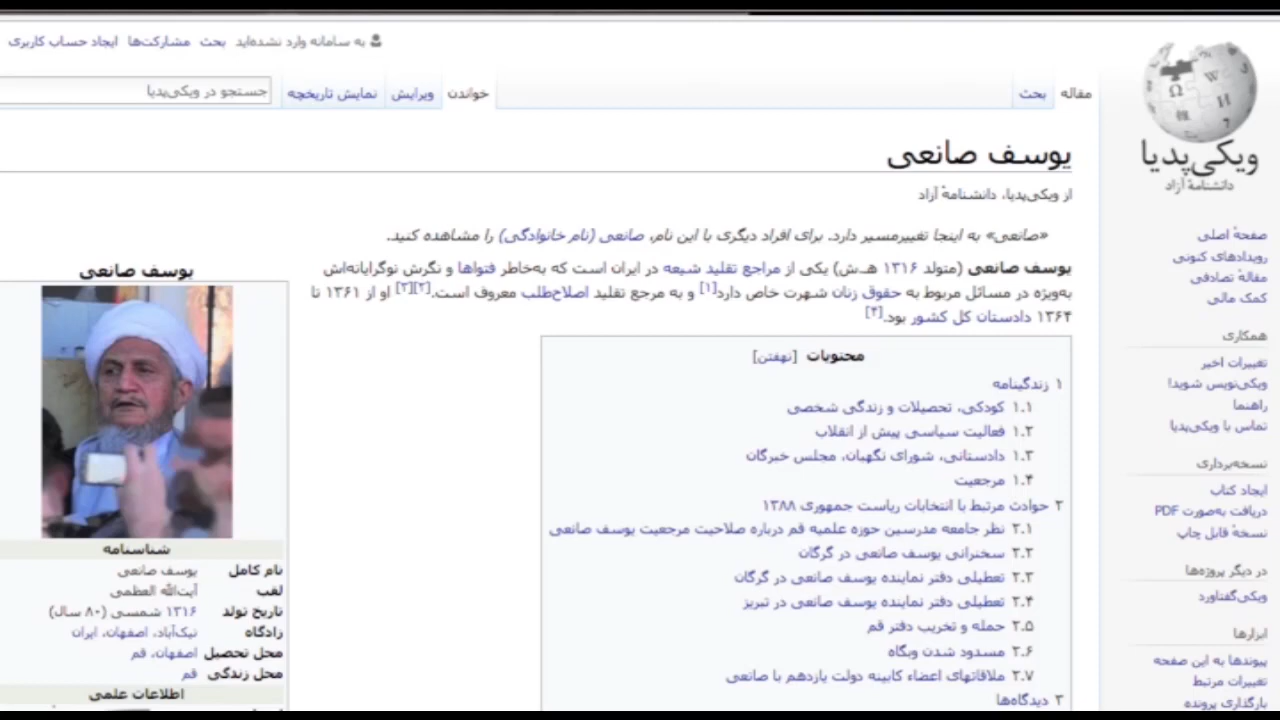 به سامانه وارد نشده‌اید بحث مشارکت‌ها ایجاد حساب کاربری
مقاله بحث خواندن ویرایش نمایش تاریخچه جستجو در ویکی‌پدیا
ویکی‌پدیا
دانشنامهٔ آزاد
یوسف صانعی
از ویکی‌پدیا، دانشنامهٔ آزاد
«صانعی» به اینجا تغییرمسیر دارد. برای افراد دیگری با این نام، صانعی (نام خانوادگی) را مشاهده کنید.
یوسف صانعی (متولد ۱۳۱۶ هـ.ش) یکی از مراجع تقلید شیعه در ایران است که به‌خاطر فتواها و نگرش نوگرایانه‌اش
به‌ویژه در مسائل مربوط به حقوق زنان شهرت خاص دارد[۱] و به مرجع تقلید اصلاح‌طلب معروف است.[۲][۳] او از ۱۳۶۱ تا
۱۳۶۴ دادستان کل کشور بود.[۴]
محتویات [نهفتن]
۱ زندگینامه
۱.۱ کودکی، تحصیلات و زندگی شخصی
۱.۲ فعالیت سیاسی پیش از انقلاب
۱.۳ دادستانی، شورای نگهبان، مجلس خبرگان
۱.۴ مرجعیت
۲ حوادث مرتبط با انتخابات ریاست جمهوری ۱۳۸۸
۲.۱ نظر جامعه مدرسین حوزه علمیه قم درباره صلاحیت مرجعیت یوسف صانعی
۲.۲ سخنرانی یوسف صانعی در گرگان
۲.۳ تعطیلی دفتر نماینده یوسف صانعی در گرگان
۲.۴ تعطیلی دفتر نماینده یوسف صانعی در تبریز
۲.۵ حمله و تخریب دفتر قم
۲.۶ مسدود شدن وبگاه
۲.۷ ملاقاتهای اعضاء کابینه دولت یازدهم با صانعی
۳ دیدگاه‌ها
یوسف صانعی
شناسنامه
نام کامل یوسف صانعی
لقب آیت‌الله العظمی
تاریخ تولد ۱۳۱۶ شمسی (۸۰ سال)
زادگاه نیک‌آباد، اصفهان، ایران
محل تحصیل اصفهان، قم
محل زندگی قم
اطلاعات علمی
صفحهٔ اصلی
رویدادهای کنونی
مقالهٔ تصادفی
کمک مالی
همکاری
تغییرات اخیر
ویکی‌نویس شوید!
راهنما
تماس با ویکی‌پدیا
نسخه‌برداری
ایجاد کتاب
دریافت به‌صورت PDF
نسخهٔ قابل چاپ
در دیگر پروژه‌ها
ویکی‌گفتاورد
ابزارها
پیوندها به این صفحه
تغییرات مرتبط
بارگذاری پرونده